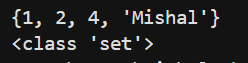 {1, 2, 4, 'Mishal'}
<class 'set'>